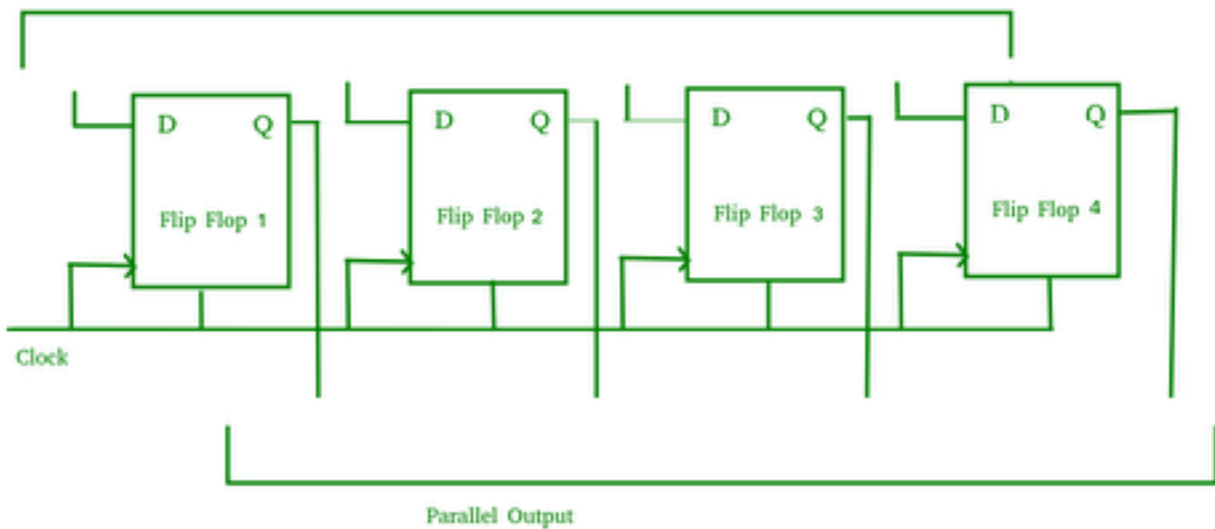 D Q
Flip Flop 1
D Q
Flip Flop 2
D Q
Flip Flop 3
D Q
Flip Flop 4
Clock
Parallel Output